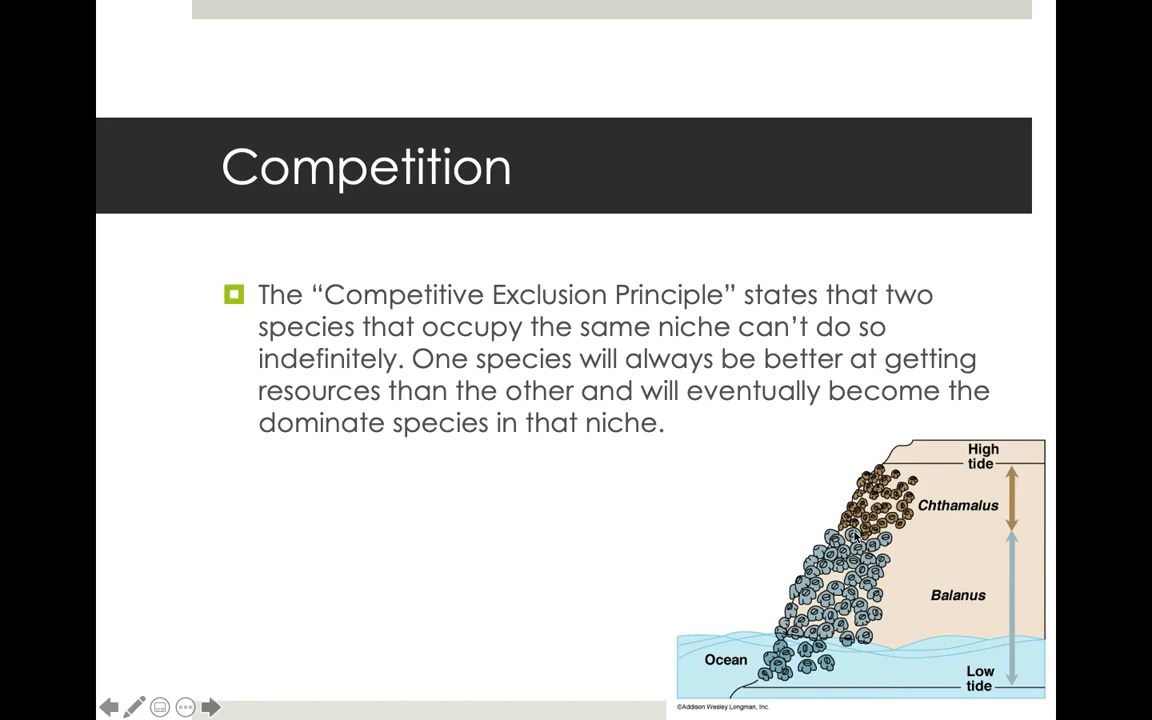 Competition
The “Competitive Exclusion Principle” states that two
species that occupy the same niche can’t do so
indefinitely. One species will always be better at getting
resources than the other and will eventually become the
dominate species in that niche.
High
tide
Chthamalus
Balanus
Ocean
Low
tide
©Addison Wesley Longman, Inc.